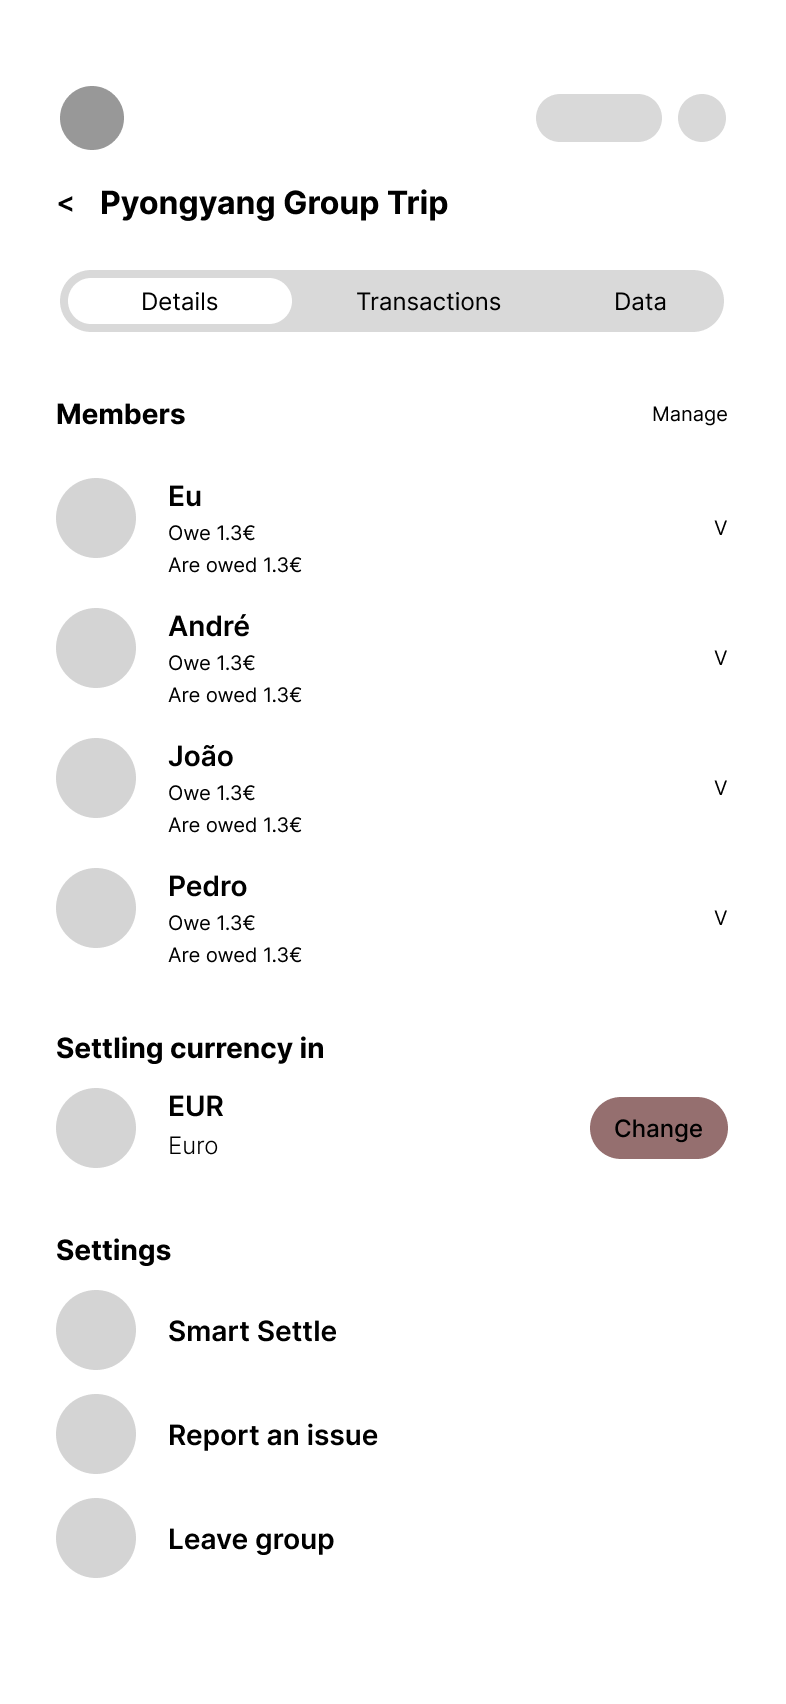 < Pyongyang Group Trip
Details Transactions Data
Members Manage
Eu
Owe 1.3€
Are owed 1.3€
V
André
Owe 1.3€
Are owed 1.3€
V
João
Owe 1.3€
Are owed 1.3€
V
Pedro
Owe 1.3€
Are owed 1.3€
V
Settling currency in
EUR
Euro
Change
Settings
Smart Settle
Report an issue
Leave group